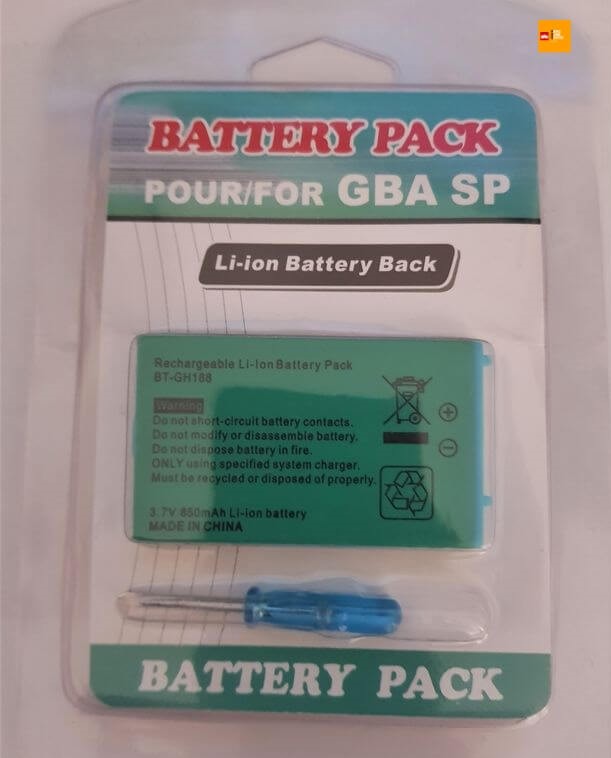 BATTERY PACK
POUR/FOR GBA SP
Li-ion Battery Back
Rechargeable Li-Ion Battery Pack
BT-GH188
Warning
Do not short-circuit battery contacts.
Do not modify or disassemble battery.
Do not dispose battery in fire.
ONLY using specified system charger.
Must be recycled or disposed of properly.
3.7V 850mAh Li-ion battery
MADE IN CHINA
BATTERY PACK